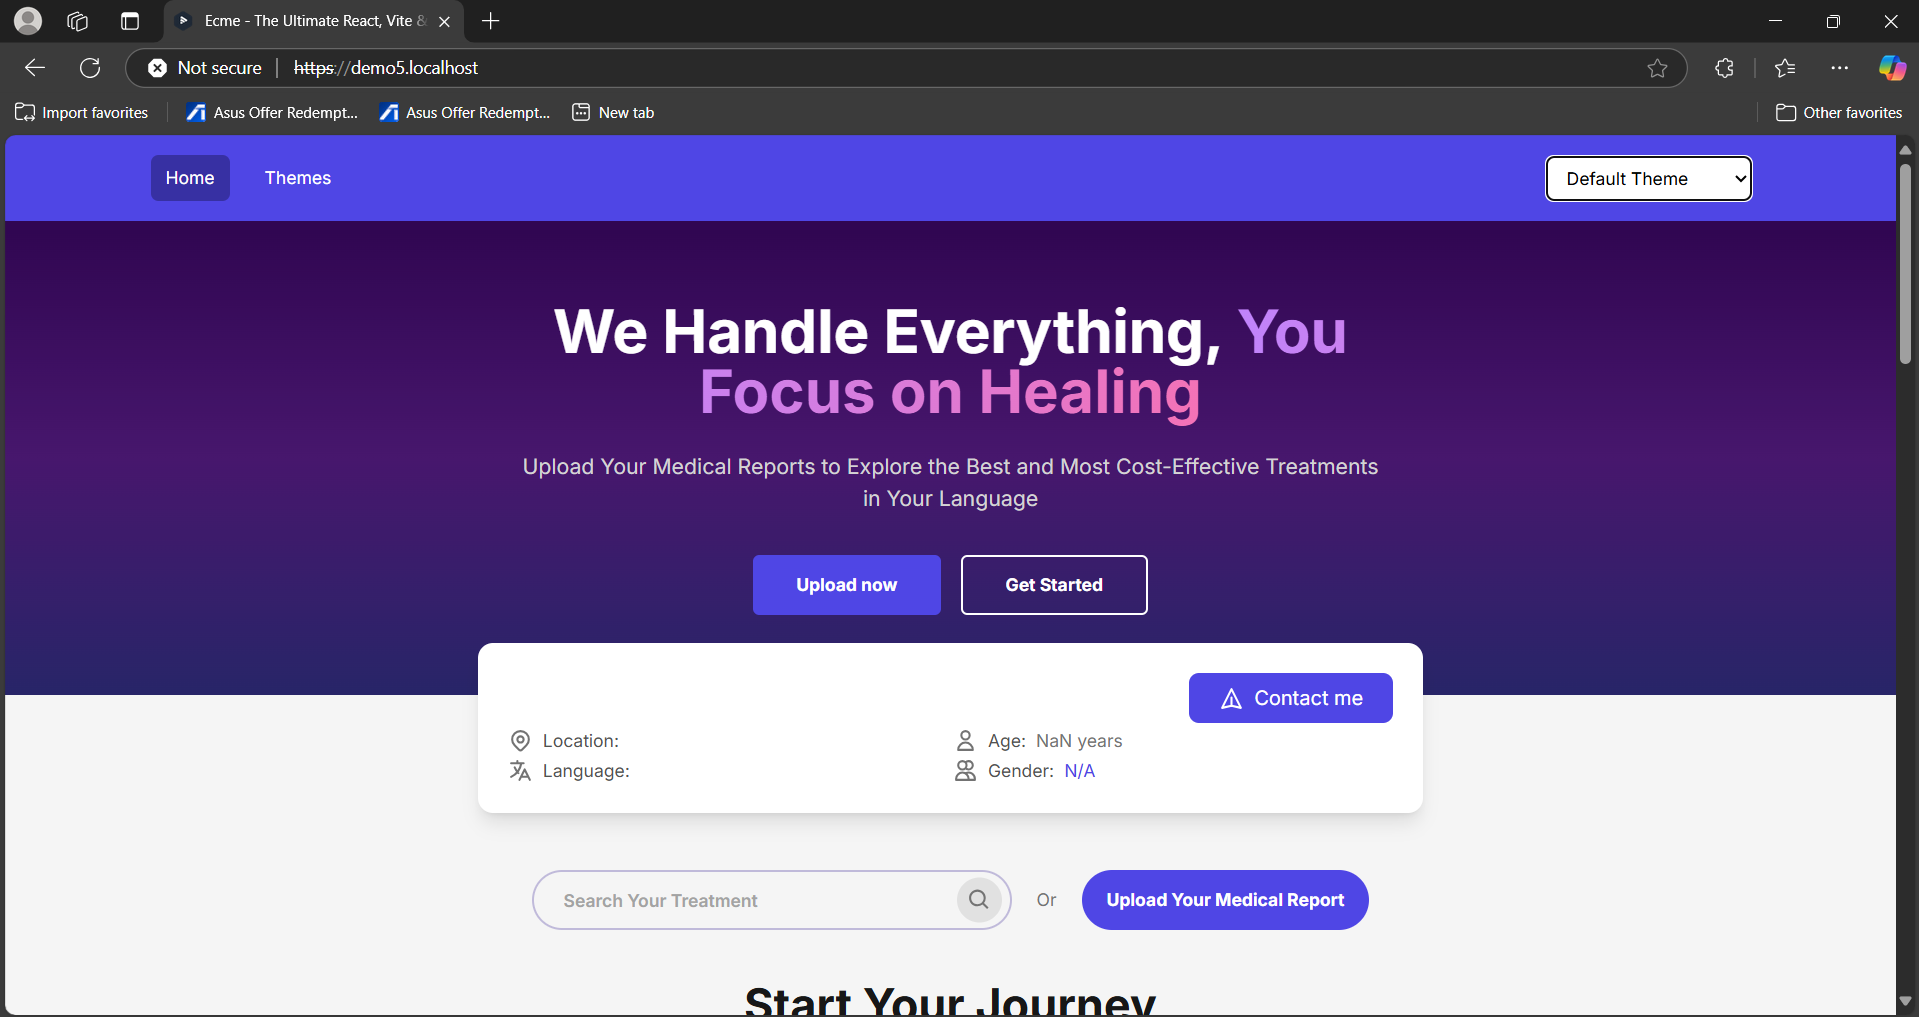 Ecme - The Ultimate React, Vite &
Not secure
https://demo5.localhost
Import favorites
Asus Offer Redempt...
Asus Offer Redempt...
New tab
Other favorites
Home
Themes
Default Theme
We Handle Everything, You
Focus on Healing
Upload Your Medical Reports to Explore the Best and Most Cost-Effective Treatments
in Your Language
Upload now
Get Started
Contact me
Location:
Age: NaN years
Language:
Gender: N/A
Search Your Treatment
Or
Upload Your Medical Report
Start Your Journey